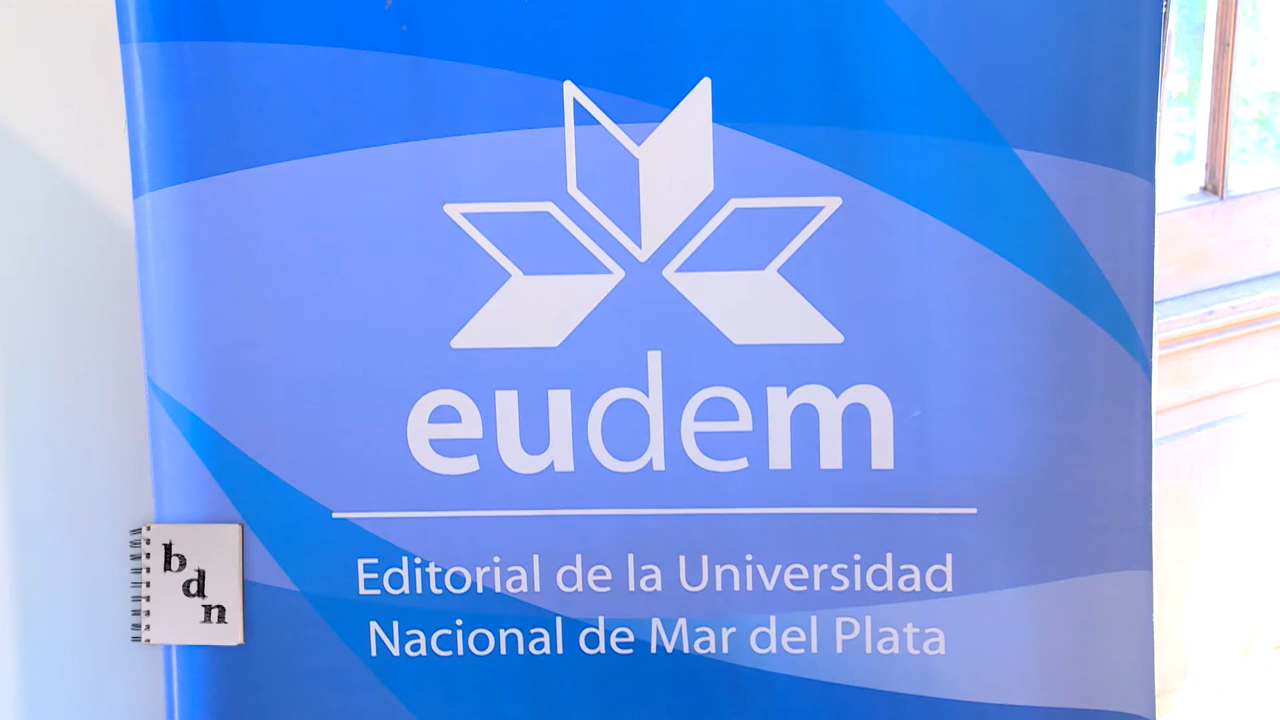 eudem
Editorial de la Universidad
Nacional de Mar del Plata
b
d
n